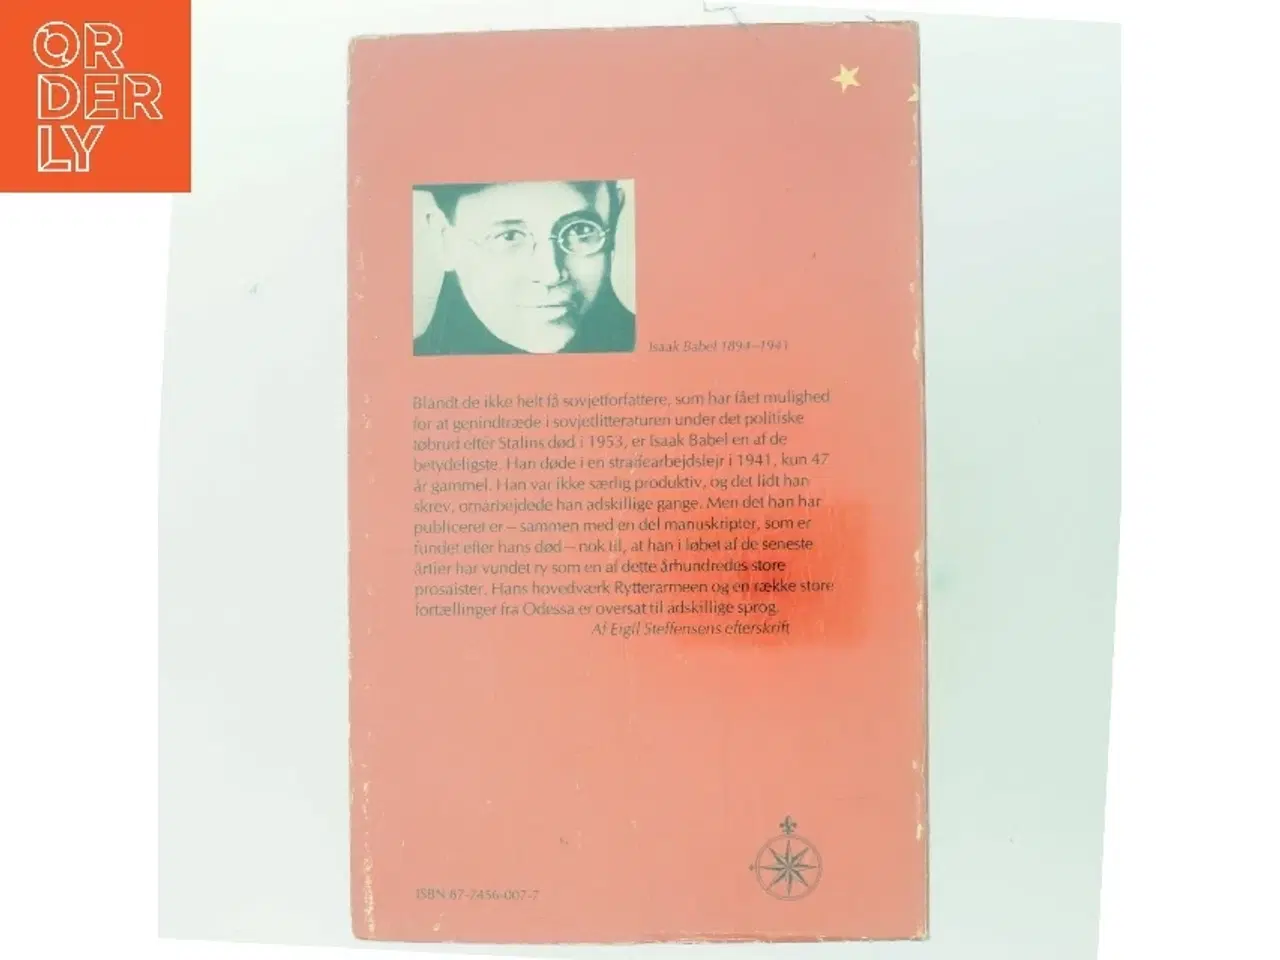 ORDERLY
Isaak Babel 1894–1941
Blandt de ikke helt få sovjetforfattere, som har fået mulighed
for at genindtræde i sovjetlitteraturen under det politiske
tøbrud efter Stalins død i 1953, er Isaak Babel en af de
betydeligste. Han døde i en strafearbejdslejr i 1941, kun 47
år gammel. Han var ikke særlig produktiv, og det lidt han
skrev, omarbejdede han adskillige gange. Men det han har
publiceret er – sammen med en del manuskripter, som er
fundet efter hans død – nok til, at han i løbet af de seneste
årtier har vundet ry som en af dette århundredes store
prosaister. Hans hovedværk Rytterarmeen og en række store
fortællinger fra Odessa er oversat til adskillige sprog.
Af Eigil Steffensens efterskrift
ISBN 87-7456-007-7